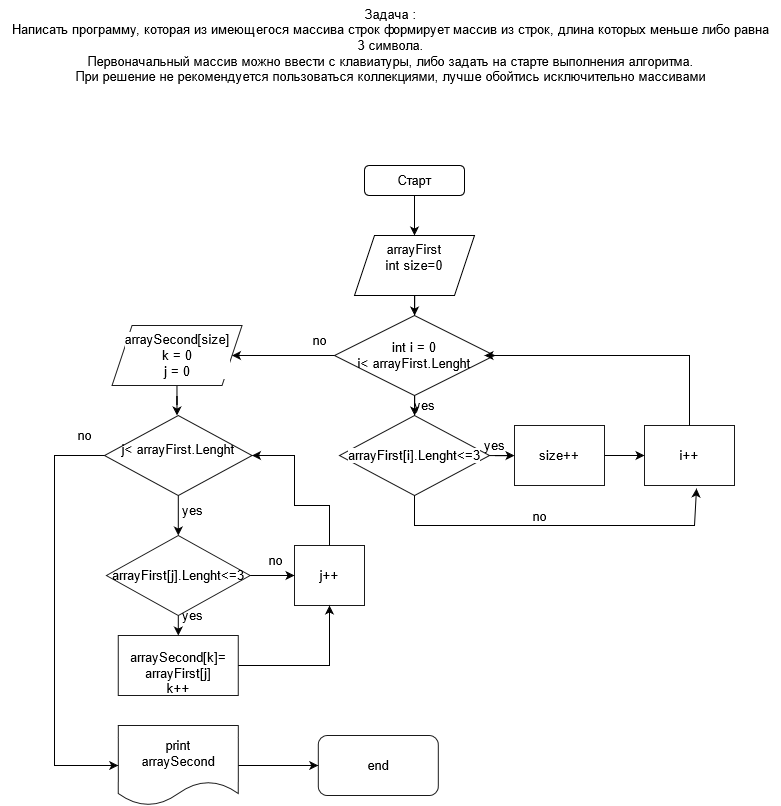 Задача :
Написать программу, которая из имеющегося массива строк формирует массив из строк, длина которых меньше либо равна
3 символа.
Первоначальный массив можно ввести с клавиатуры, либо задать на старте выполнения алгоритма.
При решение не рекомендуется пользоваться коллекциями, лучше обойтись исключительно массивами
Старт
arrayFirst
int size=0
int i = 0
i< arrayFirst.Lenght
no
yes
arraySecond[size]
k = 0
j = 0
arrayFirst[i].Lenght<=3
yes
size++
i++
no
j< arrayFirst.Lenght
no
yes
arrayFirst[j].Lenght<=3
no
j++
yes
arraySecond[k]=
arrayFirst[j]
k++
print
arraySecond
end